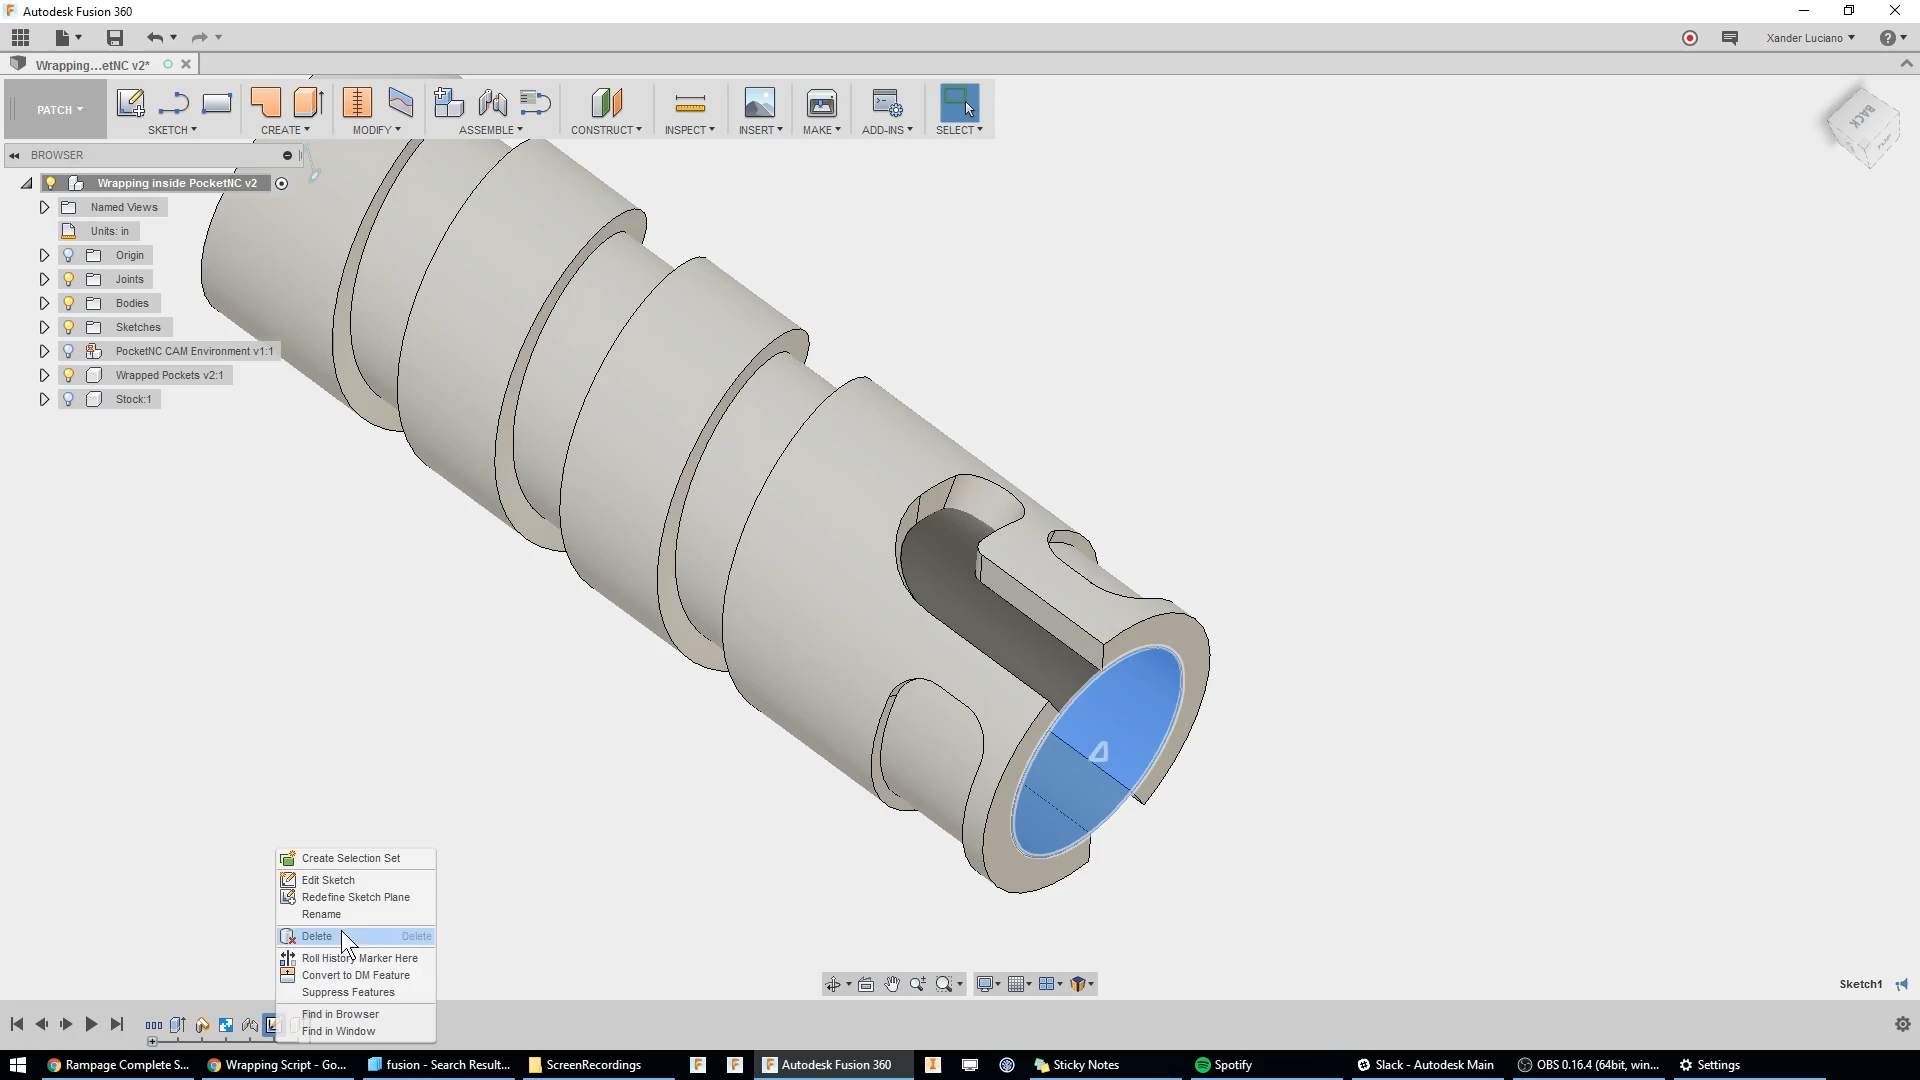 Autodesk Fusion 360
Xander Luciano
Wrapping...etNC v2*
PATCH
SKETCH
CREATE
MODIFY
ASSEMBLE
CONSTRUCT
INSPECT
INSERT
MAKE
ADD-INS
SELECT
BACK
BROWSER
Wrapping inside PocketNC v2
Named Views
Units: in
Origin
Joints
Bodies
Sketches
PocketNC CAM Environment v1:1
Wrapped Pockets v2:1
Stock:1
Create Selection Set
Edit Sketch
Redefine Sketch Plane
Rename
Delete Delete
Roll History Marker Here
Convert to DM Feature
Suppress Features
Find in Browser
Find in Window
Sketch1
Rampage Complete S...
Wrapping Script - Go...
fusion - Search Result...
ScreenRecordings
Autodesk Fusion 360
Sticky Notes
Spotify
Slack - Autodesk Main
OBS 0.16.4 (64bit, win...
Settings